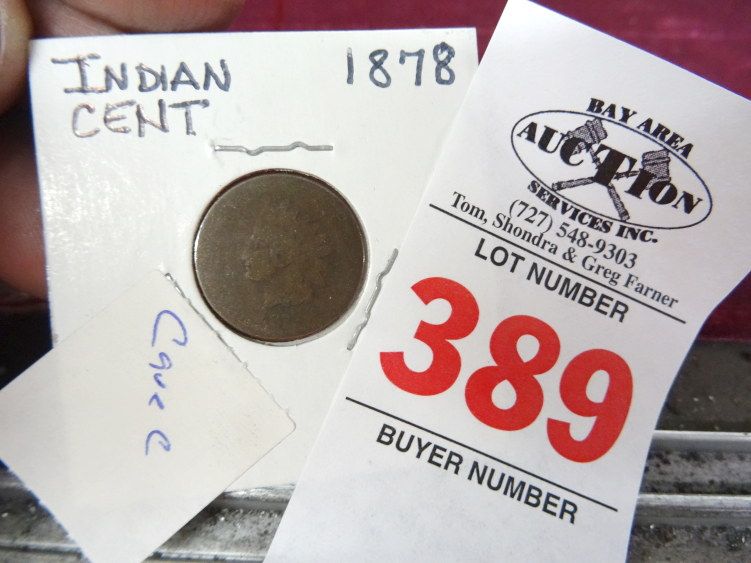 INDIAN 1878
CENT
BAY AREA
AUCTION
SERVICES INC.
(727) 548-9303
Tom, Shondra & Greg Farner
LOT NUMBER
389
BUYER NUMBER